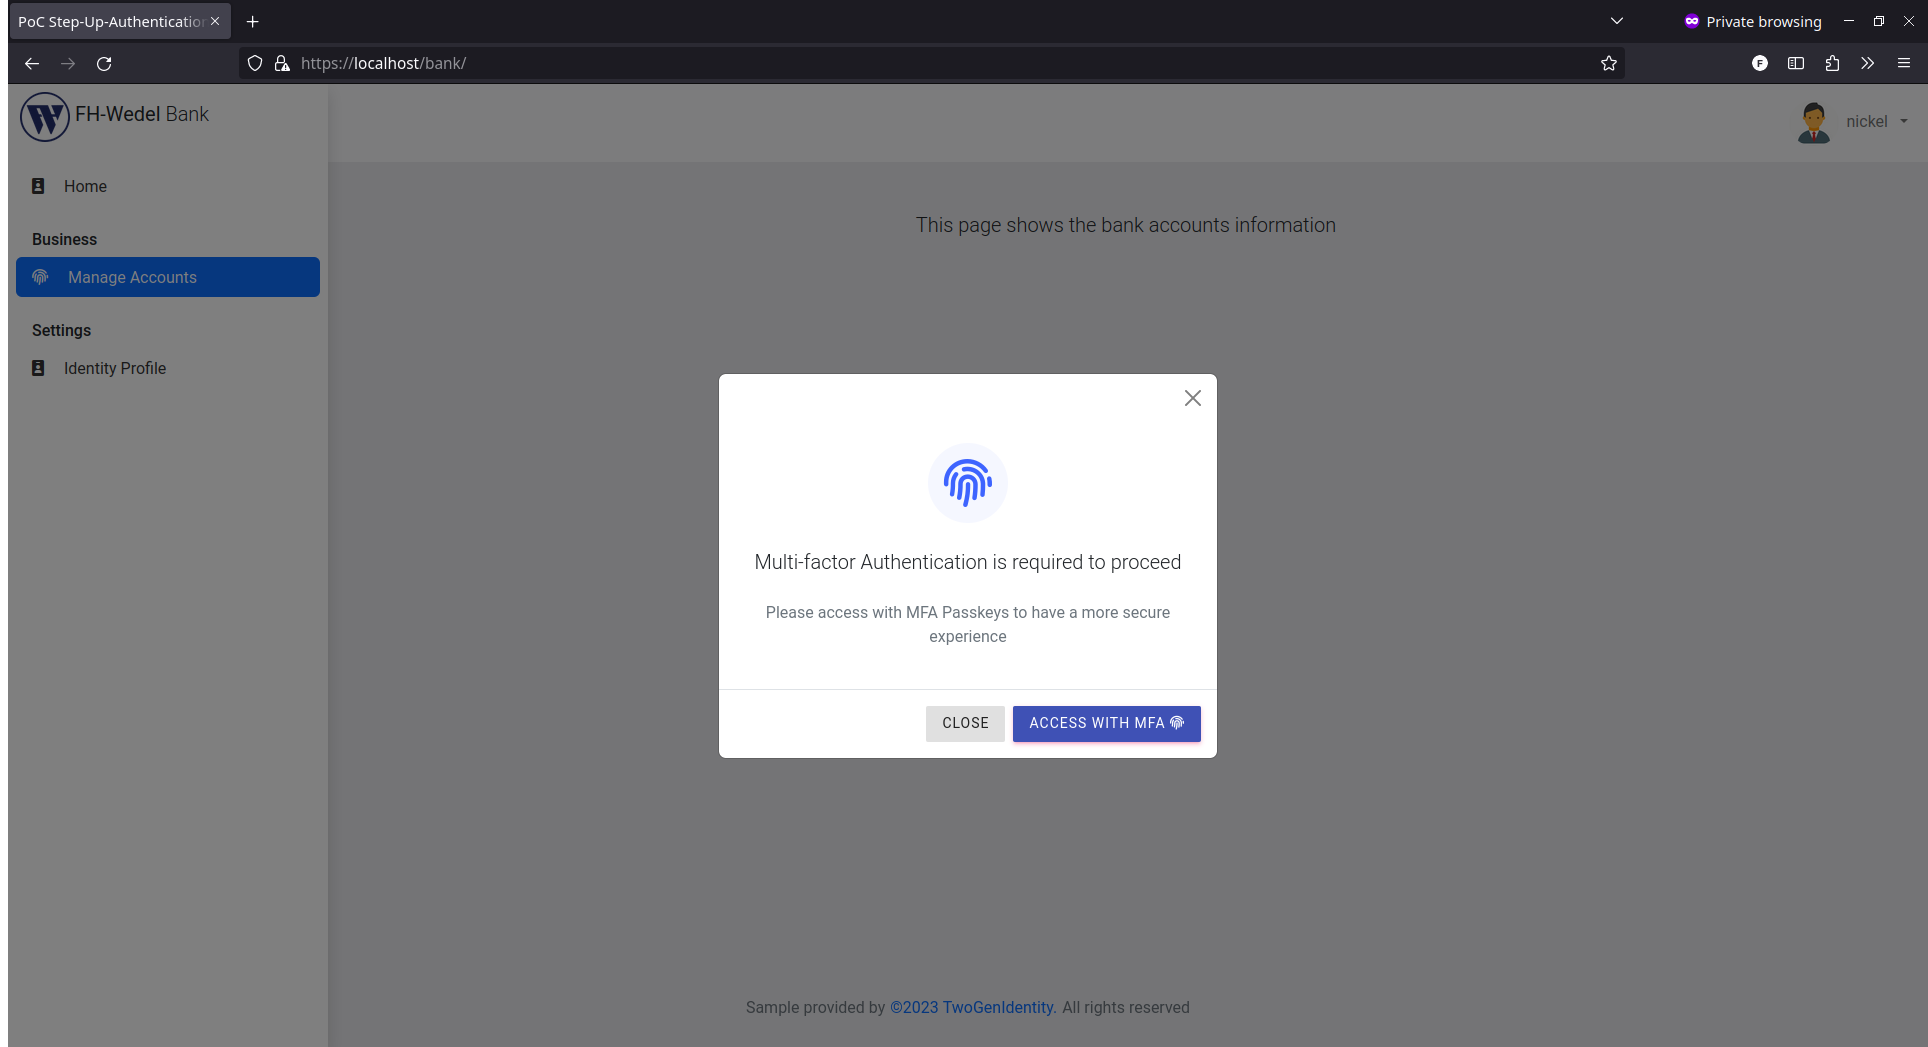 PoC Step-Up-Authentication
Private browsing
https://localhost/bank/
F
FH-Wedel Bank
nickel
Home
This page shows the bank accounts information
Business
Manage Accounts
Settings
Identity Profile
Multi-factor Authentication is required to proceed
Please access with MFA Passkeys to have a more secure
experience
CLOSE
ACCESS WITH MFA
Sample provided by ©2023 TwoGenIdentity. All rights reserved